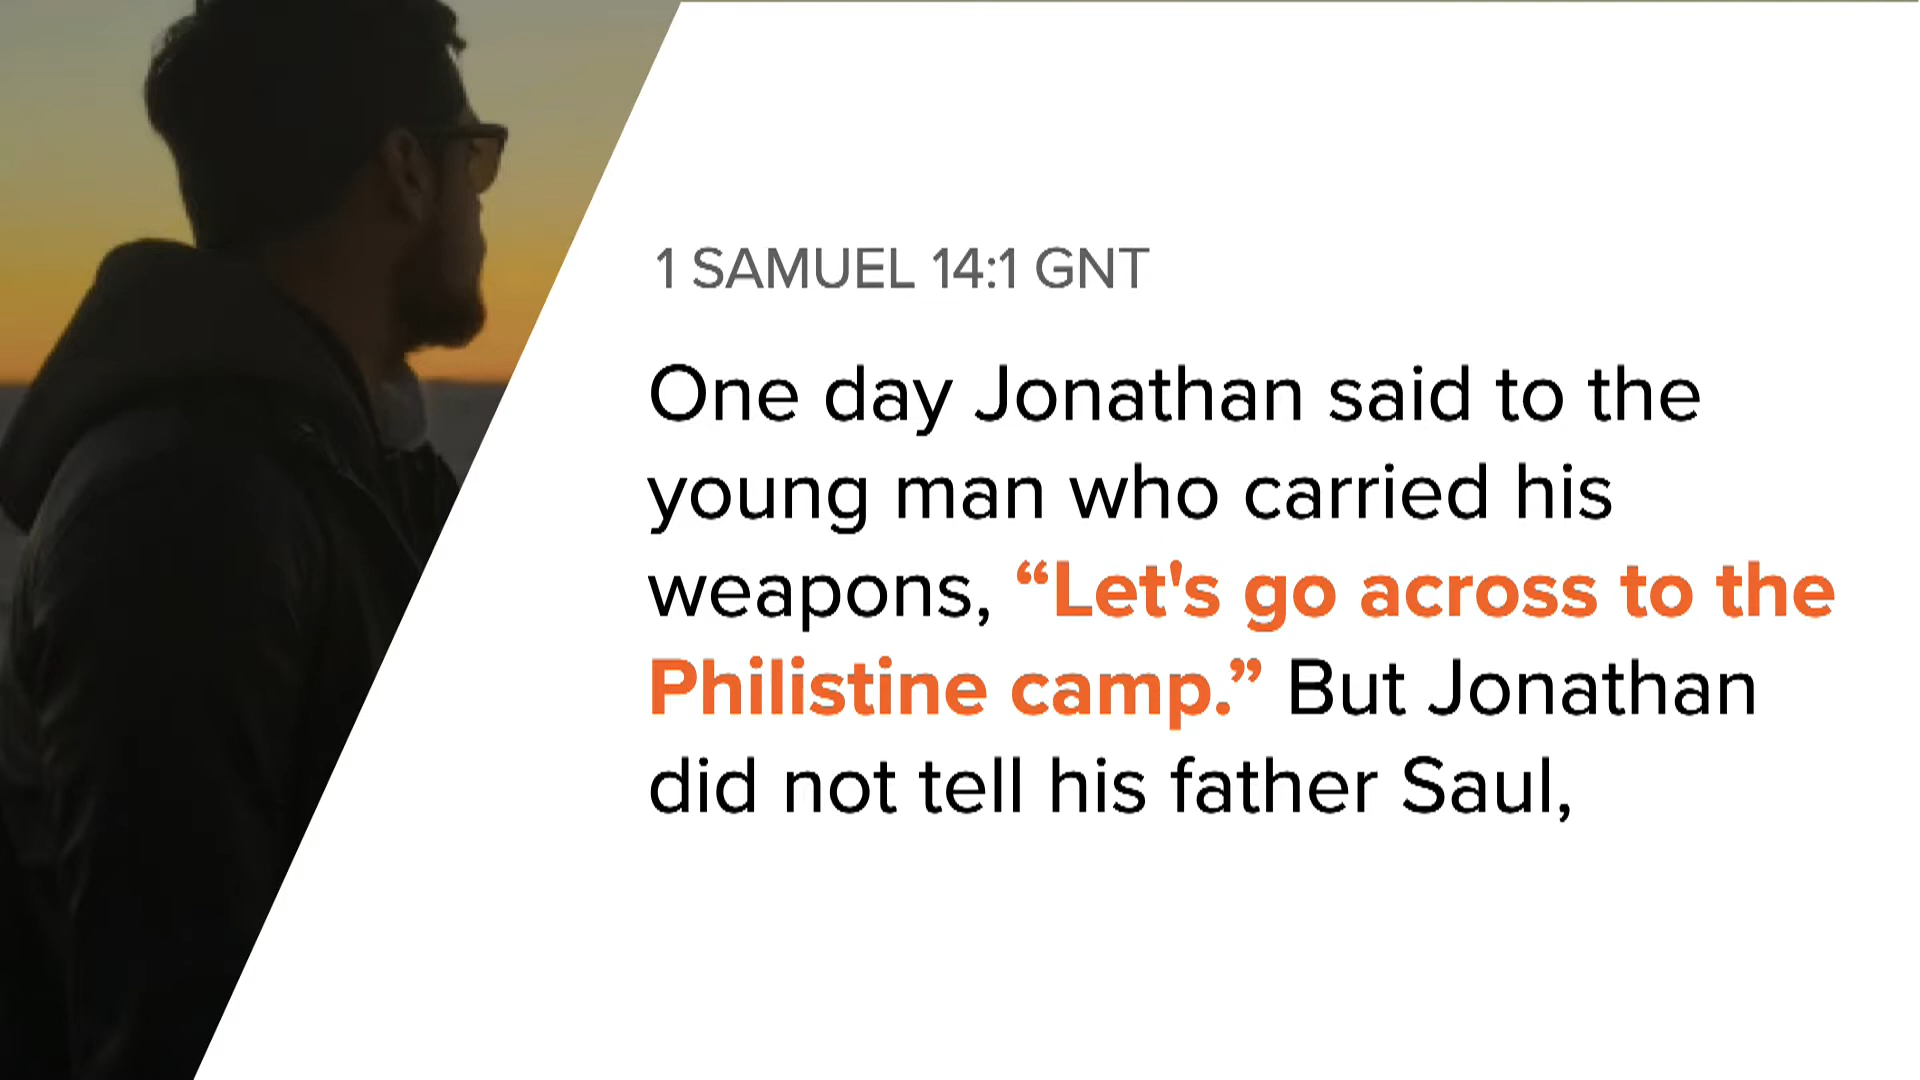 1 SAMUEL 14:1 GNT
One day Jonathan said to the
young man who carried his
weapons, “Let's go across to the
Philistine camp.” But Jonathan
did not tell his father Saul,